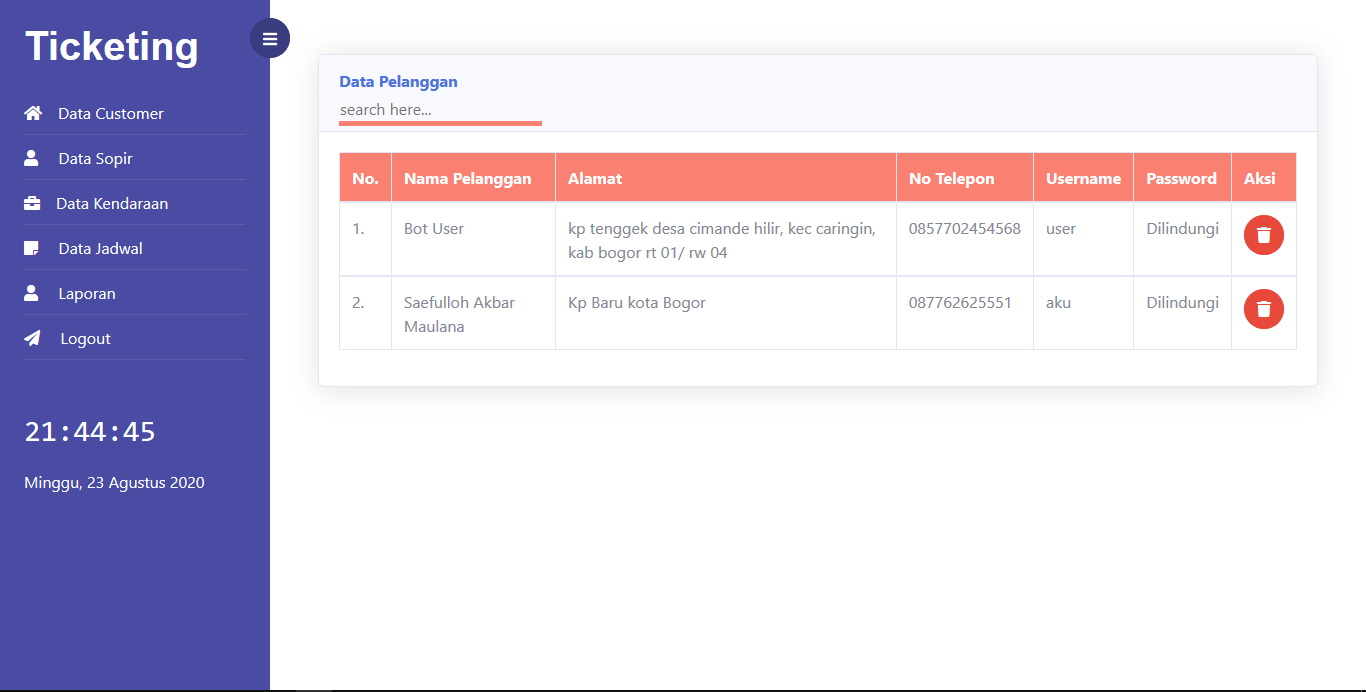 Ticketing
Data Customer
Data Sopir
Data Kendaraan
Data Jadwal
Laporan
Logout
21:44:45
Minggu, 23 Agustus 2020
Data Pelanggan
search here...
No. Nama Pelanggan Alamat No Telepon Username Password Aksi
1. Bot User kp tenggek desa cimande hilir, kec caringin, 0857702454568 user Dilindungi
kab bogor rt 01/ rw 04
2. Saefulloh Akbar Kp Baru kota Bogor 087762625551 aku Dilindungi
Maulana